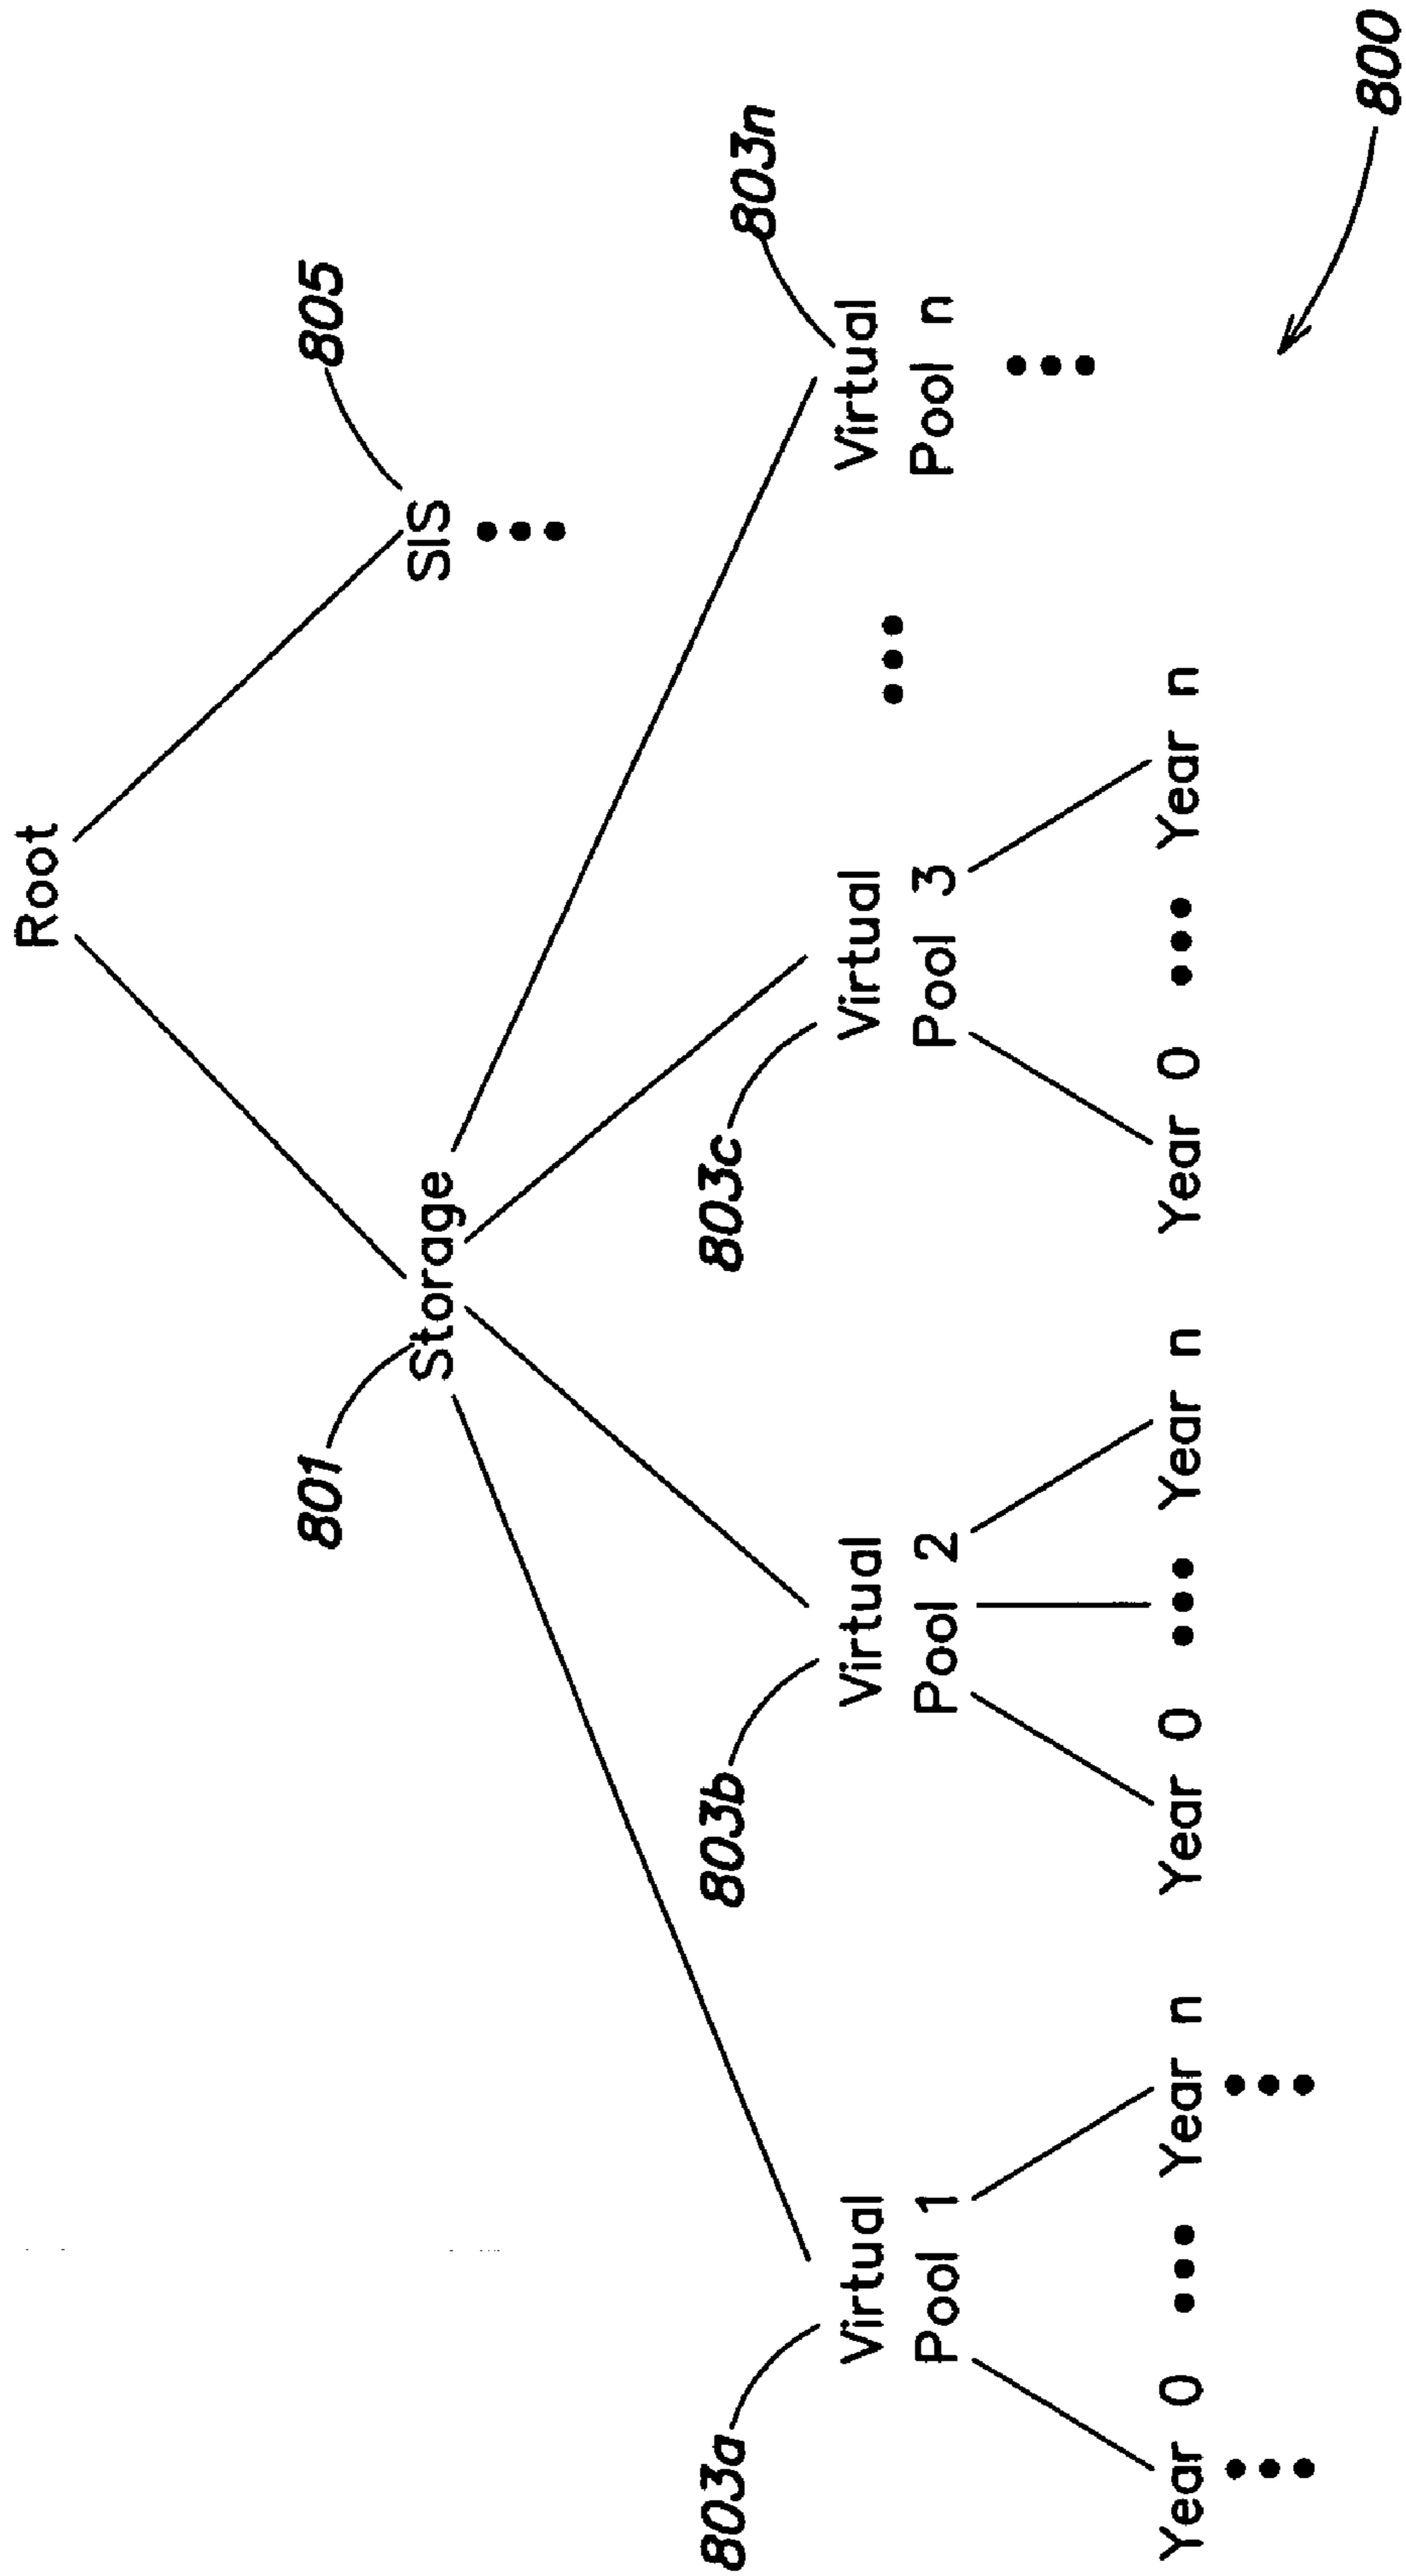 Root
805
SIS
801
Storage
803n
803c
803b
803a
Virtual
Pool 1
Virtual
Pool 2
Virtual
Pool 3
•••
Virtual
Pool n
Year 0 ••• Year n
Year 0 ••• Year n
Year 0 ••• Year n
800